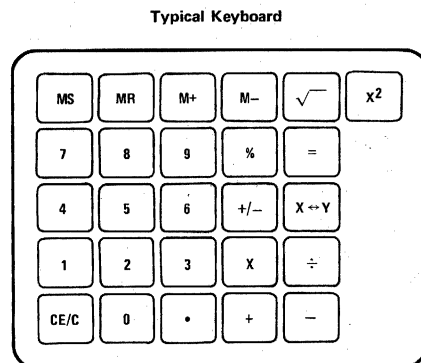 Typical Keyboard
MS MR M+ M− √ X²
7 8 9 % =
4 5 6 +/− X ↔ Y
1 2 3 X ÷
CE/C 0 • + −